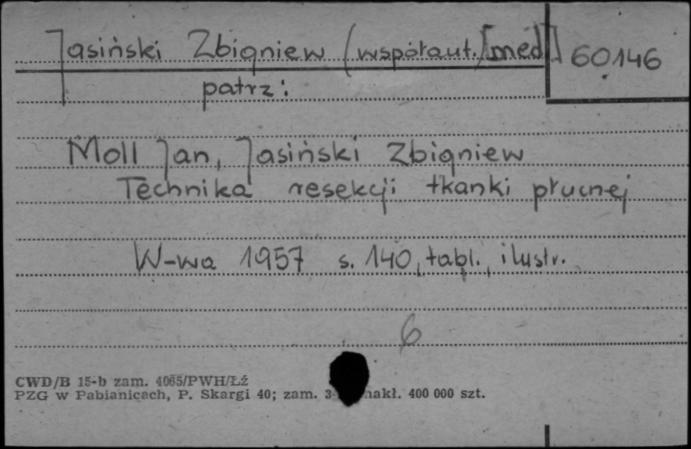 Jasiński Zbigniew (współaut.) [med.] 60146
patrz:
Moll Jan, Jasiński Zbigniew
Technika resekcji tkanki płucnej
W-wa 1957 s. 140, tabl., ilustr.
6
CWD/B 15-b zam. 4065/PWH/Łż
PZG w Pabianicach, P. Skargi 40; zam. nakł. 400 000 szt.